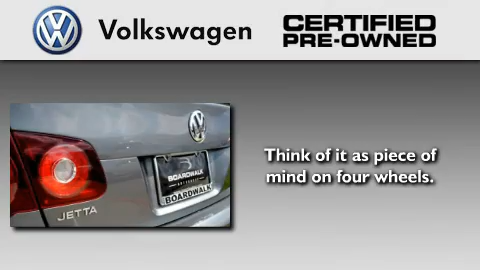 Volkswagen
CERTIFIED
PRE-OWNED
Think of it as piece of
mind on four wheels.
BOARDWALK
BOARDWALK
JETTA